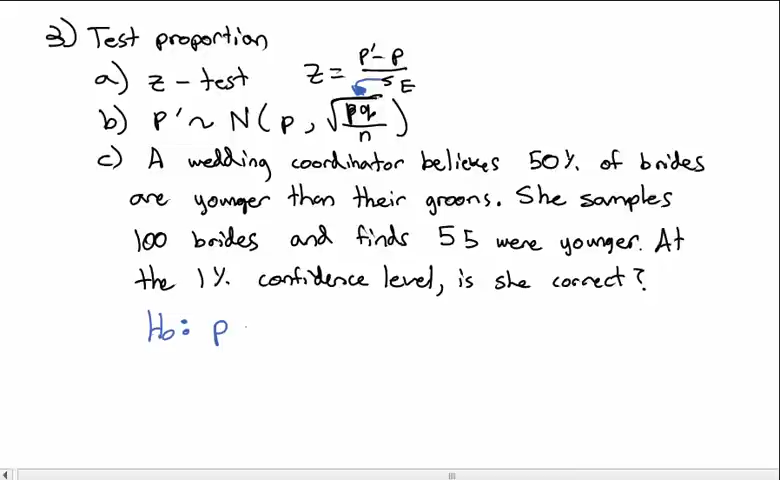 3) Test proportion
a) z - test   Z = (p' - p) / SE
b) P' ~ N(p, √(pq/n))
c) A wedding coordinator believes 50% of brides
are younger than their grooms. She samples
100 brides and finds 55 were younger. At
the 1% confidence level, is she correct?
H₀: p